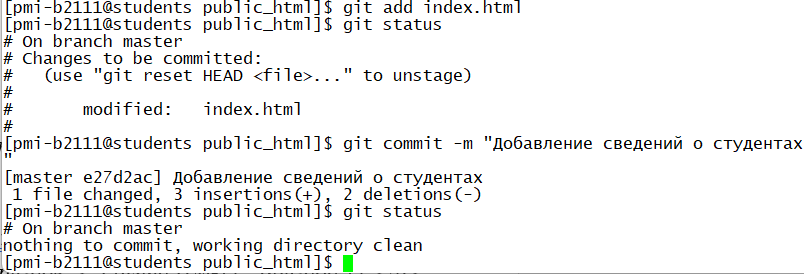 [pmi-b2111@students public_html]$ git add index.html
[pmi-b2111@students public_html]$ git status
# On branch master
# Changes to be committed:
#   (use "git reset HEAD <file>..." to unstage)
#
#       modified:   index.html
#
[pmi-b2111@students public_html]$ git commit -m "Добавление сведений о студентах
"
[master e27d2ac] Добавление сведений о студентах
 1 file changed, 3 insertions(+), 2 deletions(-)
[pmi-b2111@students public_html]$ git status
# On branch master
nothing to commit, working directory clean
[pmi-b2111@students public_html]$